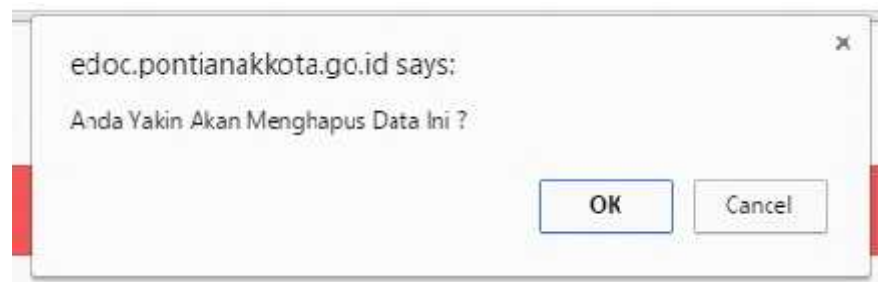 edoc.pontianakkota.go.id says:
Anda Yakin Akan Menghapus Data Ini ?
OK Cancel